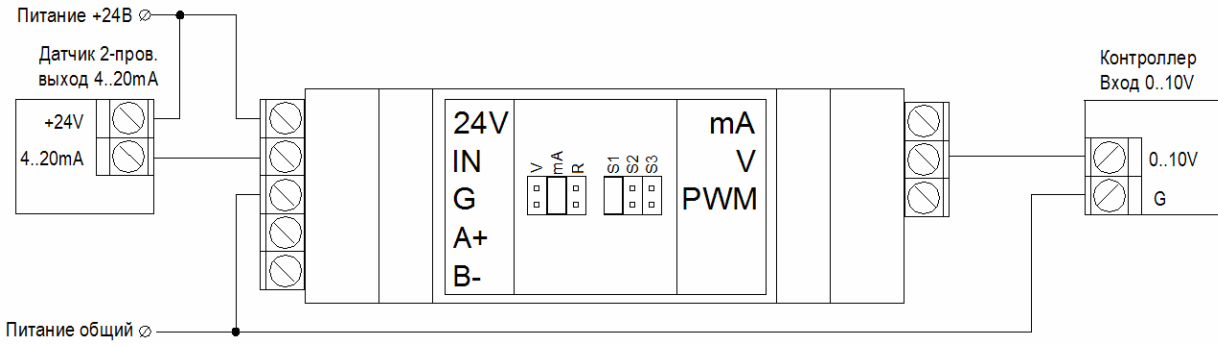 Питание +24В
Датчик 2-пров.
выход 4..20mA
+24V
4..20mA
24V
IN
G
A+
B-
V
mA
R
S1
S2
S3
mA
V
PWM
Контроллер
Вход 0..10V
0..10V
G
Питание общий